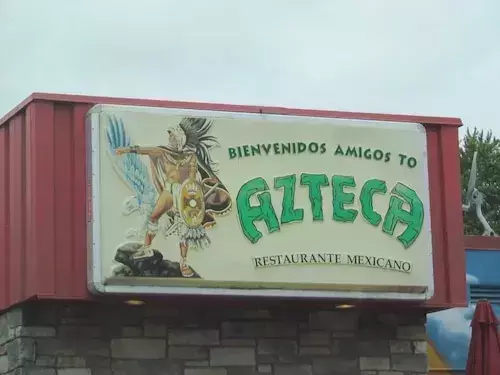 BIENVENIDOS AMIGOS TO
AZTECA
RESTAURANTE MEXICANO